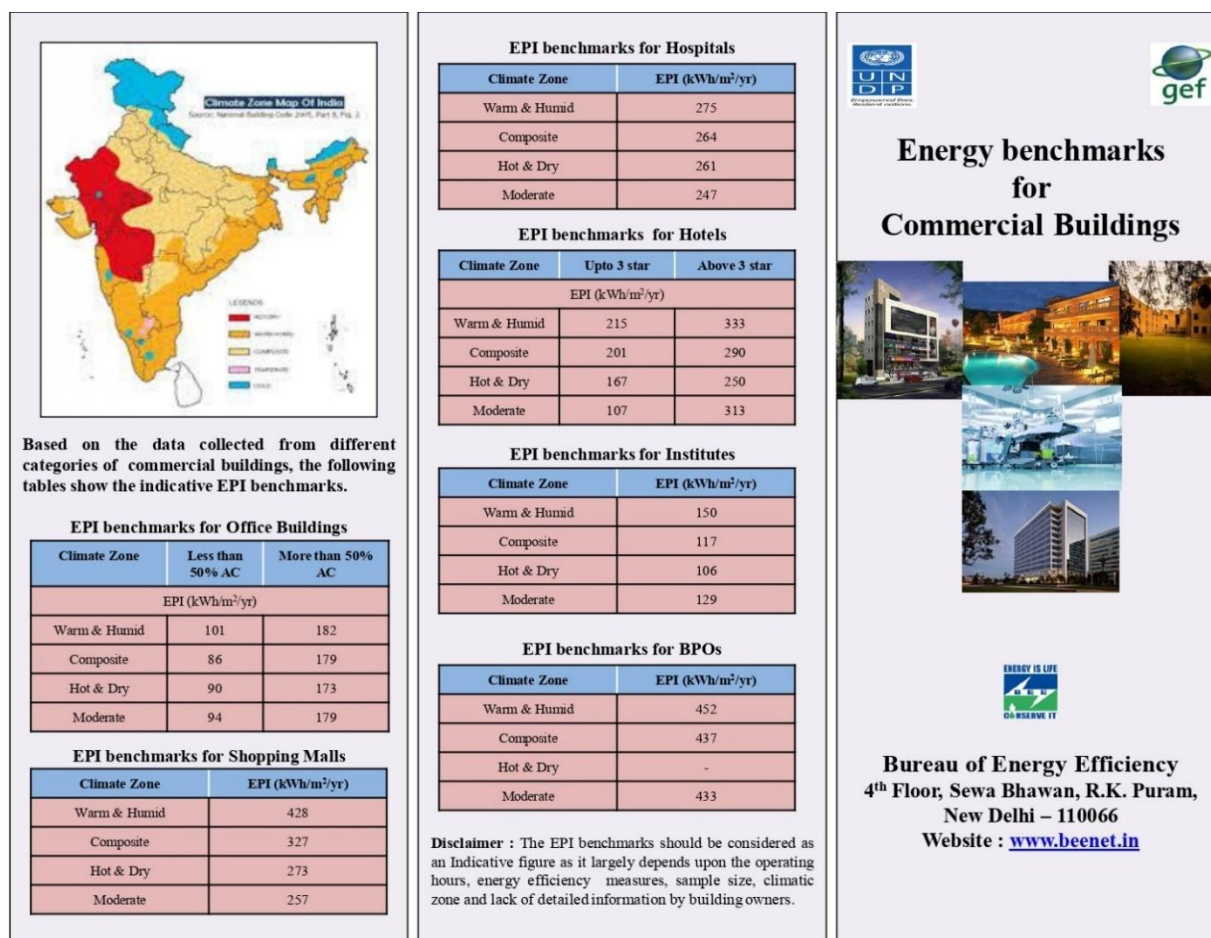 Climate Zone Map Of India
Source: National Building Code 2005, Part 8, Fig. 2
LEGENDS
HOT-DRY
WARM-HUMID
COMPOSITE
TEMPERATE
COLD
Based on the data collected from different
categories of commercial buildings, the following
tables show the indicative EPI benchmarks.
EPI benchmarks for Office Buildings
Climate Zone Less than 50% AC More than 50% AC
EPI (kWh/m²/yr)
Warm & Humid 101 182
Composite 86 179
Hot & Dry 90 173
Moderate 94 179
EPI benchmarks for Shopping Malls
Climate Zone EPI (kWh/m²/yr)
Warm & Humid 428
Composite 327
Hot & Dry 273
Moderate 257
EPI benchmarks for Hospitals
Climate Zone EPI (kWh/m²/yr)
Warm & Humid 275
Composite 264
Hot & Dry 261
Moderate 247
EPI benchmarks for Hotels
Climate Zone Upto 3 star Above 3 star
EPI (kWh/m²/yr)
Warm & Humid 215 333
Composite 201 290
Hot & Dry 167 250
Moderate 107 313
EPI benchmarks for Institutes
Climate Zone EPI (kWh/m²/yr)
Warm & Humid 150
Composite 117
Hot & Dry 106
Moderate 129
EPI benchmarks for BPOs
Climate Zone EPI (kWh/m²/yr)
Warm & Humid 452
Composite 437
Hot & Dry -
Moderate 433
Disclaimer : The EPI benchmarks should be considered as
an Indicative figure as it largely depends upon the operating
hours, energy efficiency measures, sample size, climatic
zone and lack of detailed information by building owners.
U N
D P
Empowered lives.
Resilient nations.
gef
Energy benchmarks
for
Commercial Buildings
ENERGY IS LIFE
BEE
CONSERVE IT
Bureau of Energy Efficiency
4th Floor, Sewa Bhawan, R.K. Puram,
New Delhi – 110066
Website : www.beenet.in